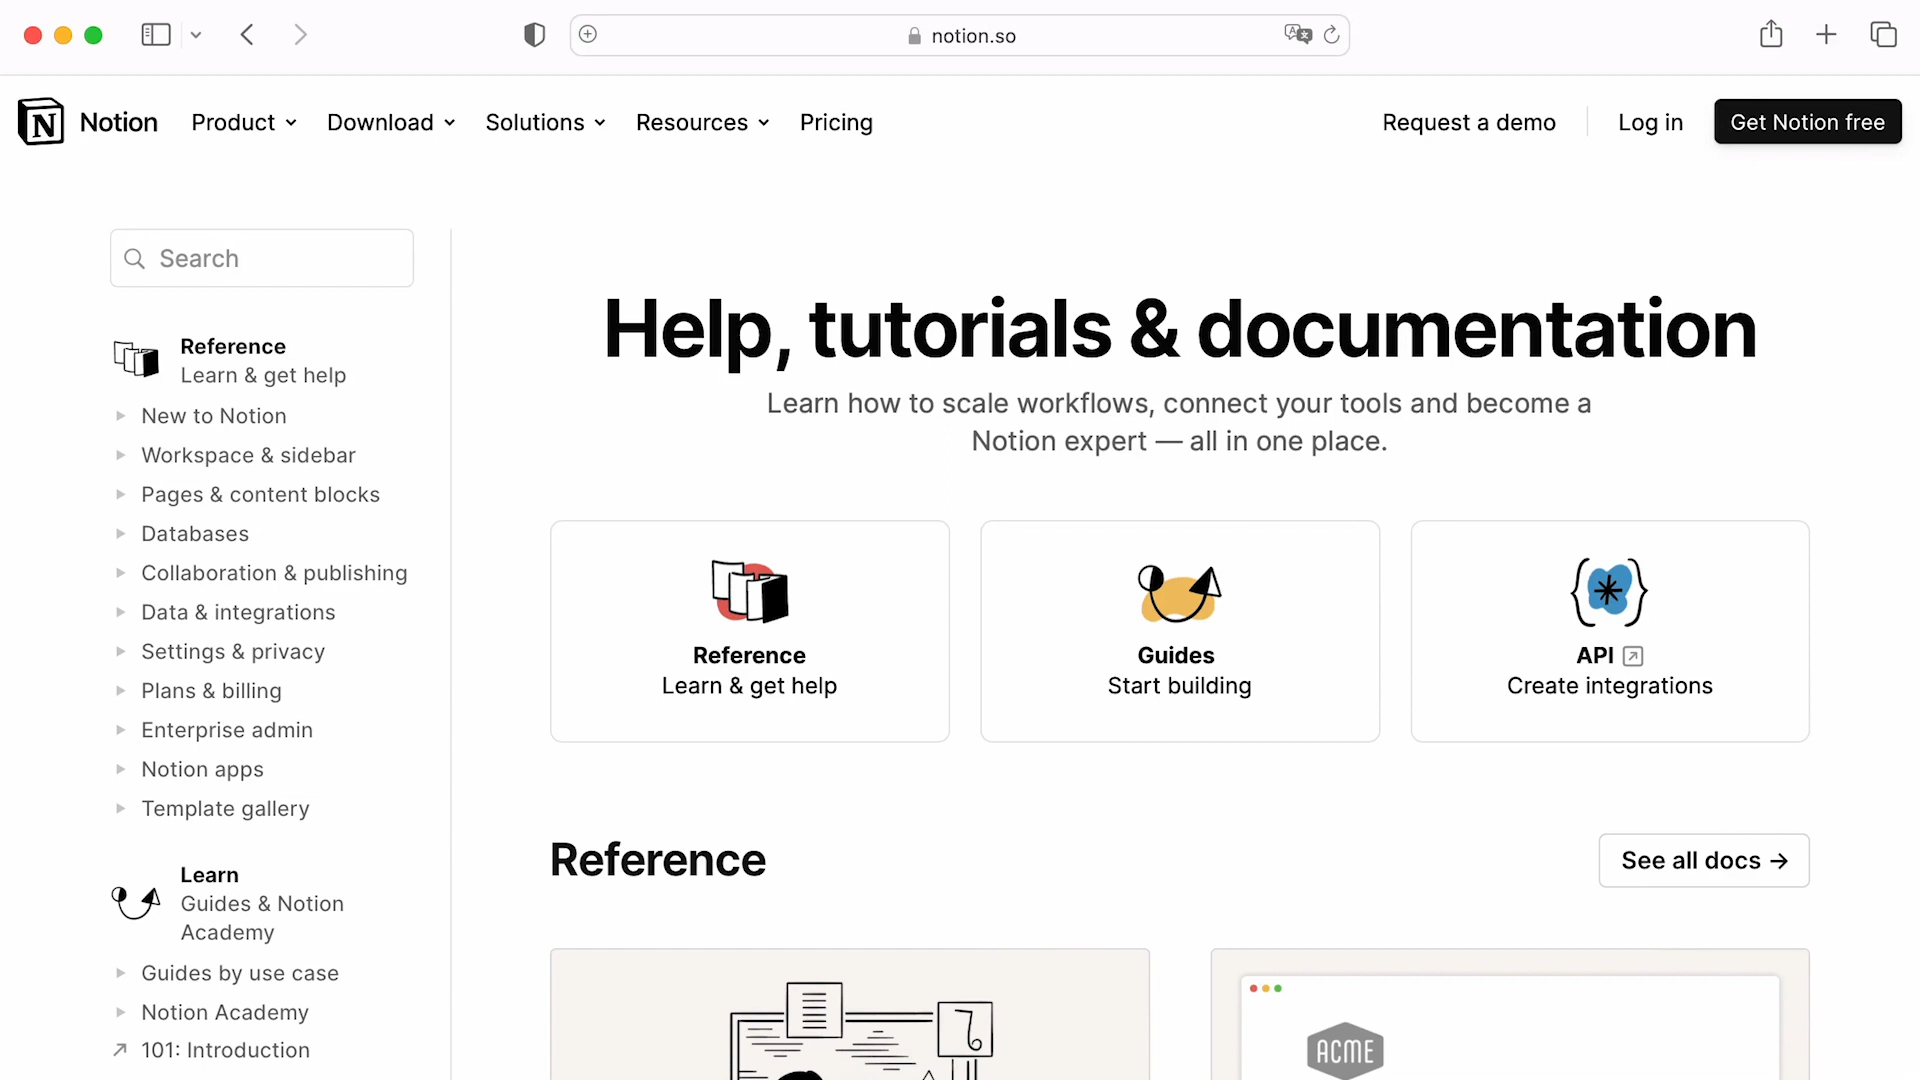 notion.so
Notion
Product
Download
Solutions
Resources
Pricing
Request a demo
Log in
Get Notion free
Search
Reference
Learn & get help
New to Notion
Workspace & sidebar
Pages & content blocks
Databases
Collaboration & publishing
Data & integrations
Settings & privacy
Plans & billing
Enterprise admin
Notion apps
Template gallery
Learn
Guides & Notion
Academy
Guides by use case
Notion Academy
101: Introduction
Help, tutorials & documentation
Learn how to scale workflows, connect your tools and become a
Notion expert — all in one place.
Reference
Learn & get help
Guides
Start building
API
Create integrations
Reference
See all docs →
ACME